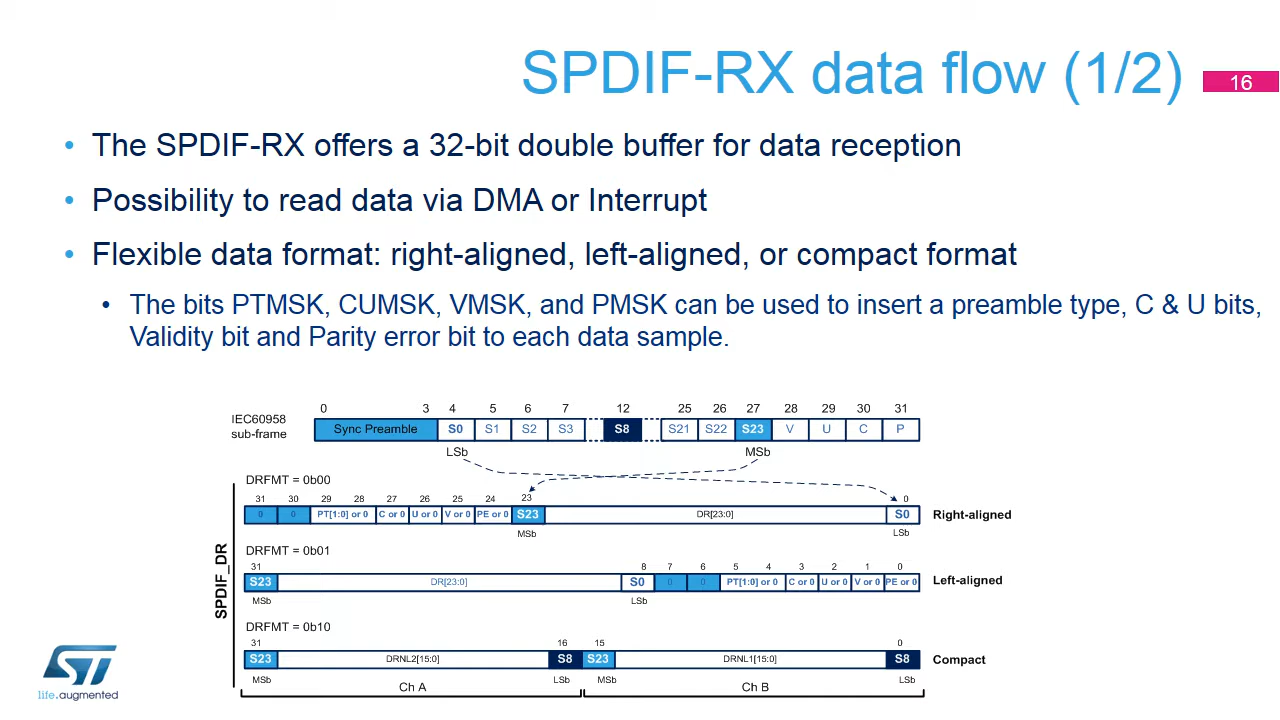 SPDIF-RX data flow (1/2)
16
• The SPDIF-RX offers a 32-bit double buffer for data reception
• Possibility to read data via DMA or Interrupt
• Flexible data format: right-aligned, left-aligned, or compact format
• The bits PTMSK, CUMSK, VMSK, and PMSK can be used to insert a preamble type, C & U bits,
Validity bit and Parity error bit to each data sample.
0 3 4 5 6 7 12 25 26 27 28 29 30 31
IEC60958
sub-frame
Sync Preamble S0 S1 S2 S3 S8 S21 S22 S23 V U C P
LSb MSb
DRFMT = 0b00
31 30 29 28 27 26 25 24 23 0
0 0 PT[1:0] or 0 C or 0 U or 0 V or 0 PE or 0 S23 DR[23:0] S0 Right-aligned
MSb LSb
DRFMT = 0b01
31 8 7 6 5 4 3 2 1 0
S23 DR[23:0] S0 0 0 PT[1:0] or 0 C or 0 U or 0 V or 0 PE or 0 Left-aligned
MSb LSb
SPDIF_DR
DRFMT = 0b10
31 16 15 0
S23 DRNL2[15:0] S8 S23 DRNL1[15:0] S8 Compact
MSb LSb MSb LSb
Ch A Ch B
ST
life.augmented